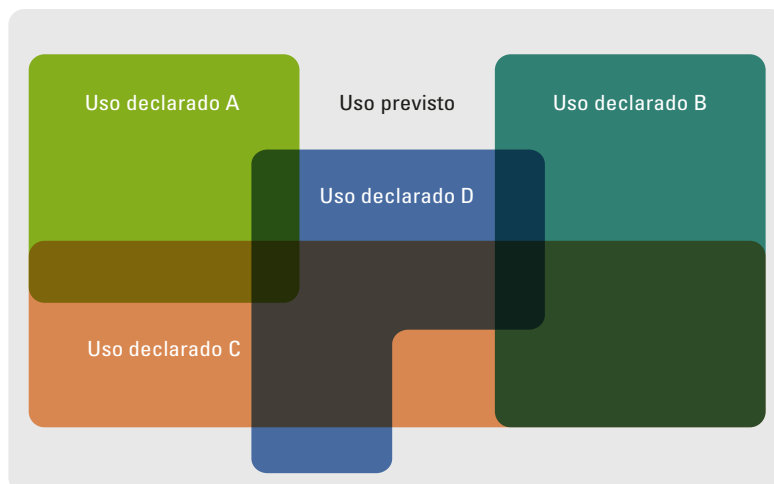 Uso declarado A
Uso previsto
Uso declarado B
Uso declarado D
Uso declarado C